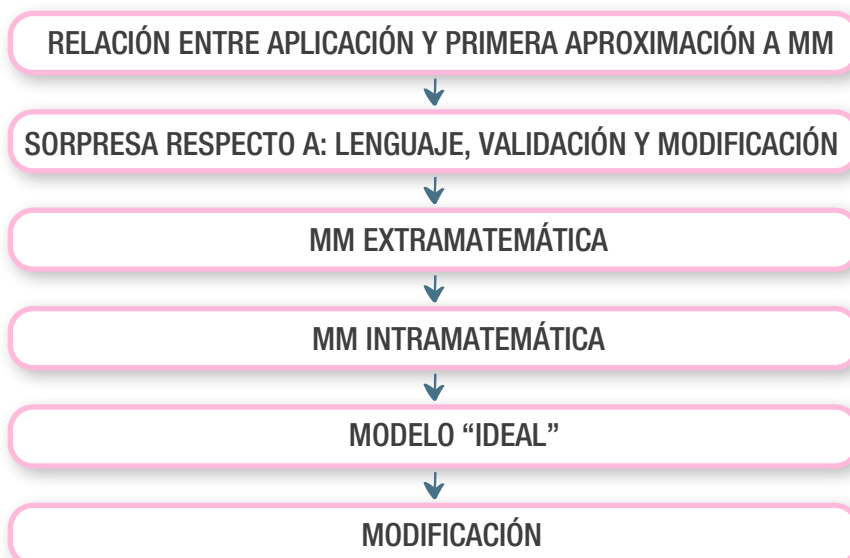 RELACIÓN ENTRE APLICACIÓN Y PRIMERA APROXIMACIÓN A MM
SORPRESA RESPECTO A: LENGUAJE, VALIDACIÓN Y MODIFICACIÓN
MM EXTRAMATEMÁTICA
MM INTRAMATEMÁTICA
MODELO “IDEAL”
MODIFICACIÓN